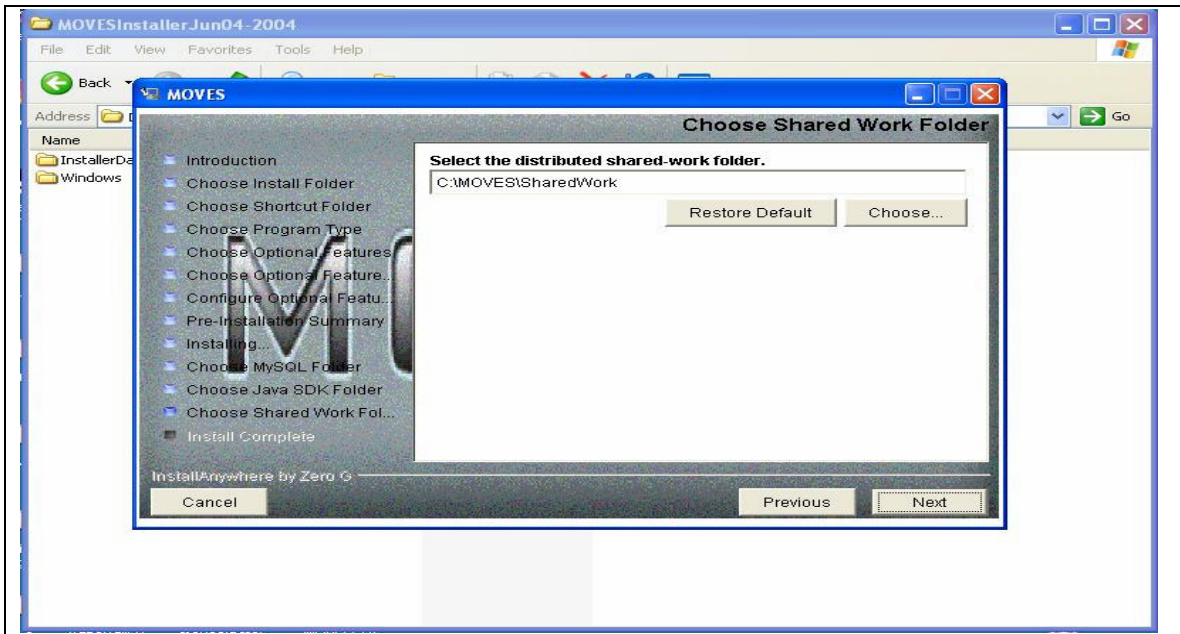 MOVESInstallerJun04-2004
File Edit View Favorites Tools Help
Back
Address Go
Name
InstallerDa
Windows
MOVES
Choose Shared Work Folder
Introduction
Choose Install Folder
Choose Shortcut Folder
Choose Program Type
Choose Optional Features
Choose Optional Feature...
Configure Optional Featu...
Pre-Installation Summary
Installing...
Choose MySQL Folder
Choose Java SDK Folder
Choose Shared Work Fol...
Install Complete
Select the distributed shared-work folder.
C:\MOVES\SharedWork
Restore Default Choose...
InstallAnywhere by Zero G
Cancel Previous Next